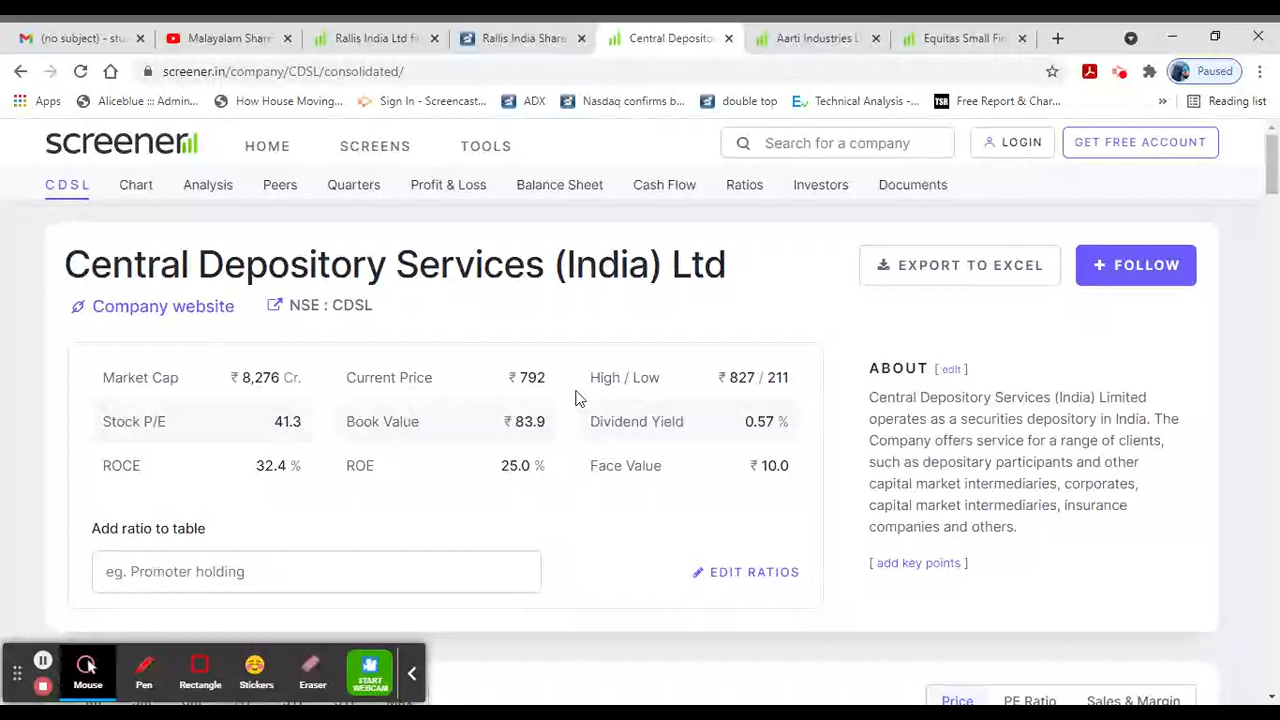 (no subject) - stu
Malayalam Share
Rallis India Ltd fi
Rallis India Share
Central Deposito
Aarti Industries L
Equitas Small Fin
screener.in/company/CDSL/consolidated/
Paused
Apps
Aliceblue ::: Admin...
How House Moving...
Sign In - Screencast...
ADX
Nasdaq confirms b...
double top
Technical Analysis -...
TSR
Free Report & Char...
»
Reading list
screener
HOME
SCREENS
TOOLS
Search for a company
LOGIN
GET FREE ACCOUNT
CDSL
Chart
Analysis
Peers
Quarters
Profit & Loss
Balance Sheet
Cash Flow
Ratios
Investors
Documents
Central Depository Services (India) Ltd
EXPORT TO EXCEL
+ FOLLOW
Company website
NSE : CDSL
Market Cap ₹ 8,276 Cr.
Current Price ₹ 792
High / Low ₹ 827 / 211
Stock P/E 41.3
Book Value ₹ 83.9
Dividend Yield 0.57 %
ROCE 32.4 %
ROE 25.0 %
Face Value ₹ 10.0
Add ratio to table
eg. Promoter holding
EDIT RATIOS
ABOUT [ edit ]
Central Depository Services (India) Limited
operates as a securities depository in India. The
Company offers service for a range of clients,
such as depositary participants and other
capital market intermediaries, corporates,
capital market intermediaries, insurance
companies and others.
[ add key points ]
Mouse
Pen
Rectangle
Stickers
Eraser
START
WEBCAM
Max
Price
PE Ratio
Sales & Margin